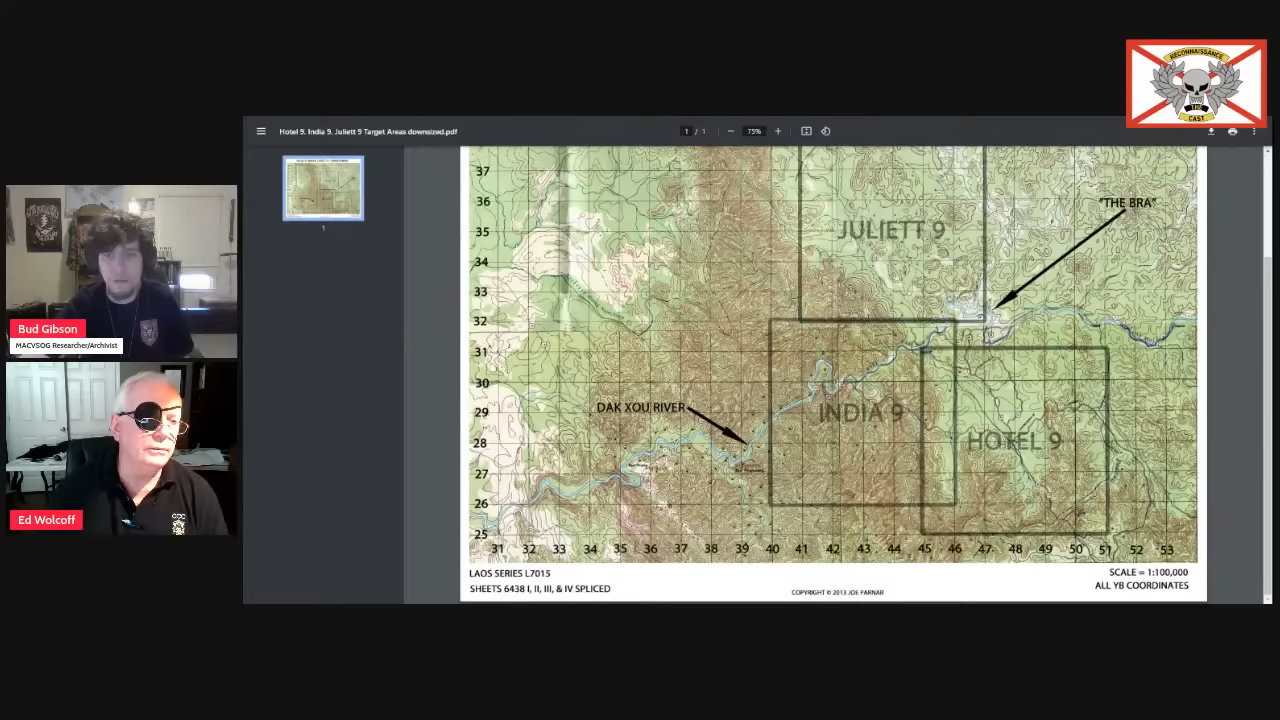 RECONNAISSANCE
THE
CAST
Hotel 9. India 9. Juliett 9 Target Areas downsized.pdf
1 / 1
75%
1
Bud Gibson
MACVSOG Researcher/Archivist
Ed Wolcoff
37
36
35
34
33
32
31
30
29
28
27
26
25
JULIETT 9
"THE BRA"
DAK XOU RIVER
INDIA 9
HOTEL 9
31 32 33 34 35 36 37 38 39 40 41 42 43 44 45 46 47 48 49 50 51 52 53
LAOS SERIES L7015
SHEETS 6438 I, II, III, & IV SPLICED
COPYRIGHT © 2013 JOE PARNAR
SCALE = 1:100,000
ALL YB COORDINATES